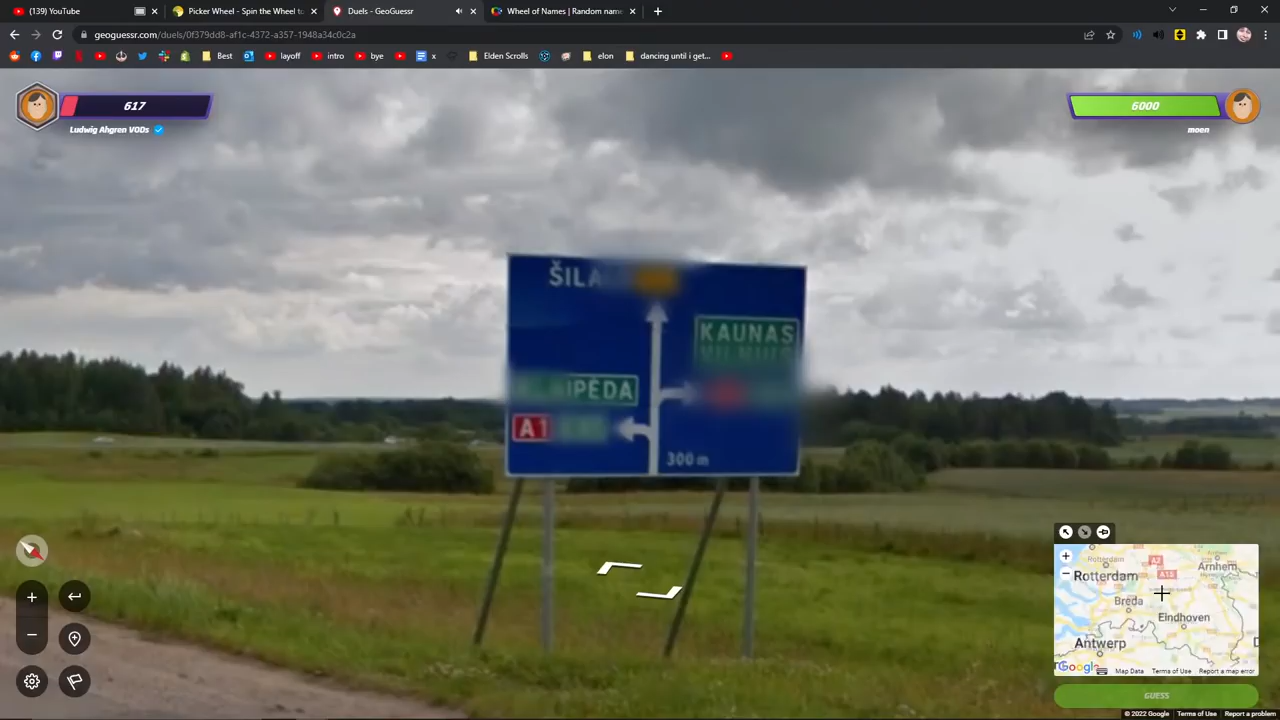 (139) YouTube
Picker Wheel - Spin the Wheel to
Duels - GeoGuessr
Wheel of Names | Random name
geoguessr.com/duels/0f379dd8-af1c-4372-a357-1948a34c0c2a
Best
layoff
intro
bye
x
Elden Scrolls
elon
dancing until i get...
617
6000
Ludwig Ahgren VODs
moen
ŠILA
KAUNAS
IPĖDA
A1
300 m
Rotterdam
A2
Arnhem
A15
Breda
Eindhoven
Antwerp
Google
Map Data
Terms of Use
Report a map error
GUESS
© 2022 Google
Terms of Use
Report a problem